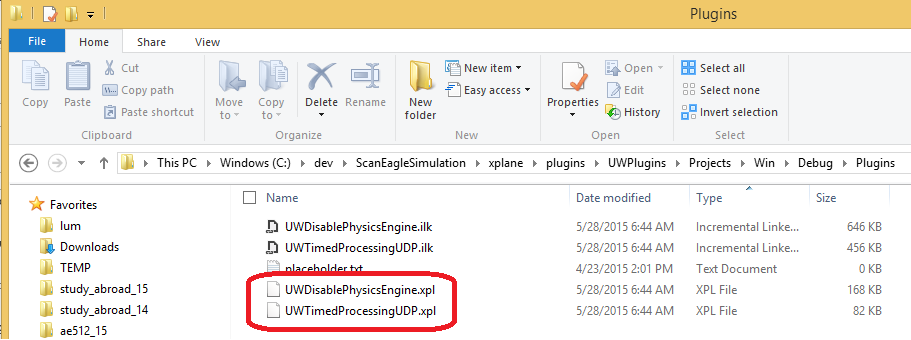 Plugins
File Home Share View
Copy Paste Cut Copy path Paste shortcut Move to Copy to Delete Rename New folder New item Easy access Properties Open Edit History Select all Select none Invert selection
Clipboard Organize New Open Select
This PC Windows (C:) dev ScanEagleSimulation xplane plugins UWPlugins Projects Win Debug Plugins
Favorites
lum
Downloads
TEMP
study_abroad_15
study_abroad_14
ae512_15
Name Date modified Type Size
UWDisablePhysicsEngine.ilk 5/28/2015 6:44 AM Incremental Linke... 646 KB
UWTimedProcessingUDP.ilk 5/28/2015 6:44 AM Incremental Linke... 456 KB
placeholder.txt 4/23/2015 2:01 PM Text Document 0 KB
UWDisablePhysicsEngine.xpl 5/28/2015 6:44 AM XPL File 168 KB
UWTimedProcessingUDP.xpl 5/28/2015 6:44 AM XPL File 82 KB